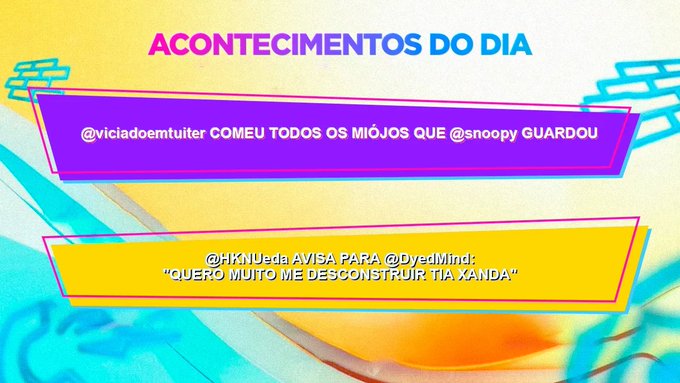 ACONTECIMENTOS DO DIA
@viciadoemtuiter COMEU TODOS OS MIÓJOS QUE @snoopy GUARDOU
@HKNUeda AVISA PARA @DyedMind:
"QUERO MUITO ME DESCONSTRUÍR TIA XANDA"